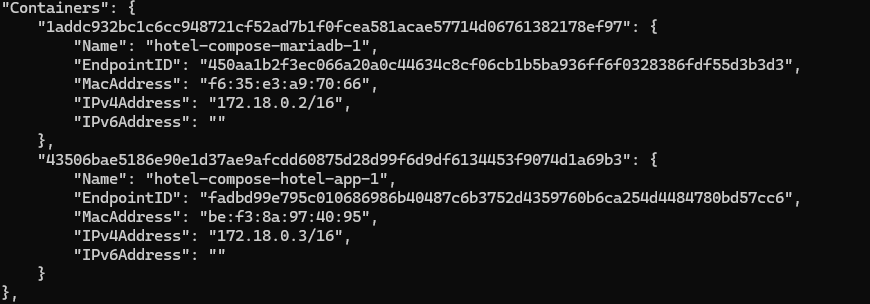 "Containers": {
"1addc932bc1c6cc948721cf52ad7b1f0fcea581acae57714d06761382178ef97": {
"Name": "hotel-compose-mariadb-1",
"EndpointID": "450aa1b2f3ec066a20a0c44634c8cf06cb1b5ba936ff6f0328386fdf55d3b3d3",
"MacAddress": "f6:35:e3:a9:70:66",
"IPv4Address": "172.18.0.2/16",
"IPv6Address": ""
},
"43506bae5186e90e1d37ae9afcdd60875d28d99f6d9df6134453f9074d1a69b3": {
"Name": "hotel-compose-hotel-app-1",
"EndpointID": "fadbd99e795c010686986b40487c6b3752d4359760b6ca254d4484780bd57cc6",
"MacAddress": "be:f3:8a:97:40:95",
"IPv4Address": "172.18.0.3/16",
"IPv6Address": ""
}
},